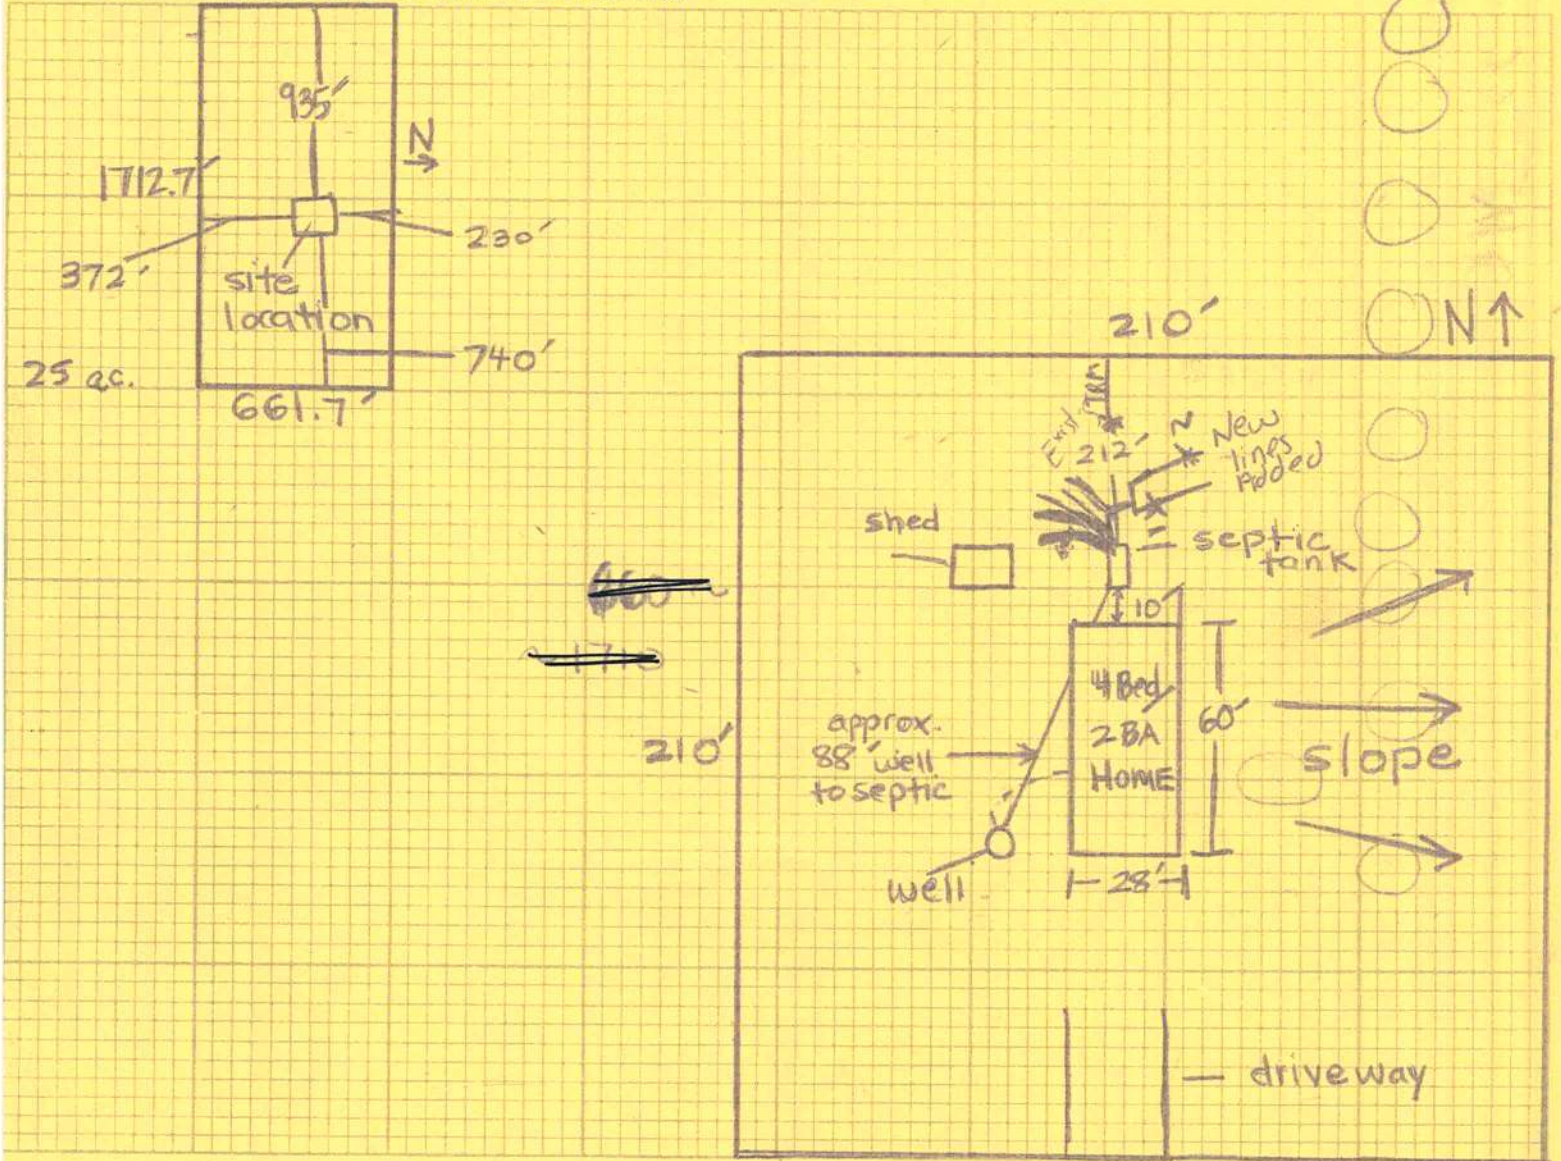 935'
N
1712.7'
230'
372'
site
location
740'
25 ac.
661.7'
210'
N
Exist.
212'
N
New
lines
Added
shed
septic
tank
10'
4 Bed/
2 BA
HOME
60'
approx.
88' well
to septic
210'
slope
well
28'
driveway